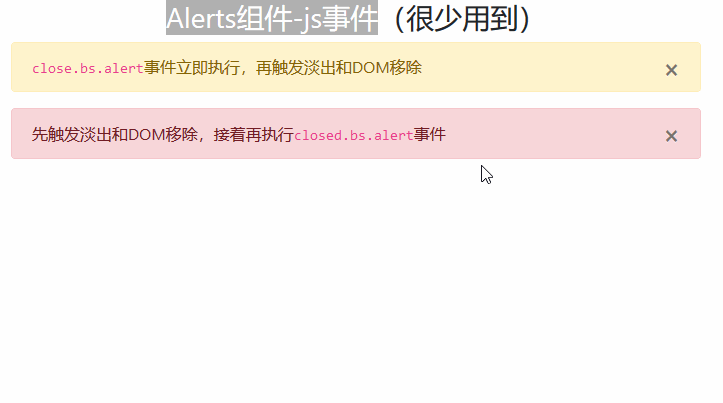 Alerts组件-js事件（很少用到）
close.bs.alert事件立即执行，再触发淡出和DOM移除 ×
先触发淡出和DOM移除，接着再执行closed.bs.alert事件 ×